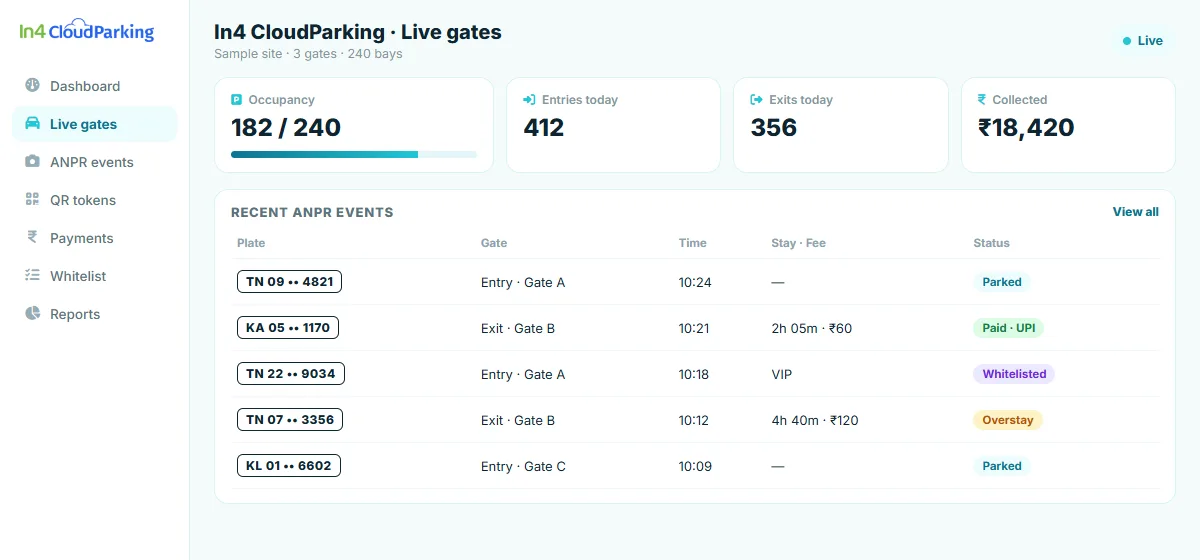 In4 CloudParking
Dashboard
Live gates
ANPR events
QR tokens
Payments
Whitelist
Reports
In4 CloudParking · Live gates
Sample site · 3 gates · 240 bays
Live
Occupancy
182 / 240
Entries today
412
Exits today
356
Collected
₹18,420
RECENT ANPR EVENTS
View all
Plate Gate Time Stay · Fee Status
TN 09 •• 4821 Entry · Gate A 10:24 — Parked
KA 05 •• 1170 Exit · Gate B 10:21 2h 05m · ₹60 Paid · UPI
TN 22 •• 9034 Entry · Gate A 10:18 VIP Whitelisted
TN 07 •• 3356 Exit · Gate B 10:12 4h 40m · ₹120 Overstay
KL 01 •• 6602 Entry · Gate C 10:09 — Parked